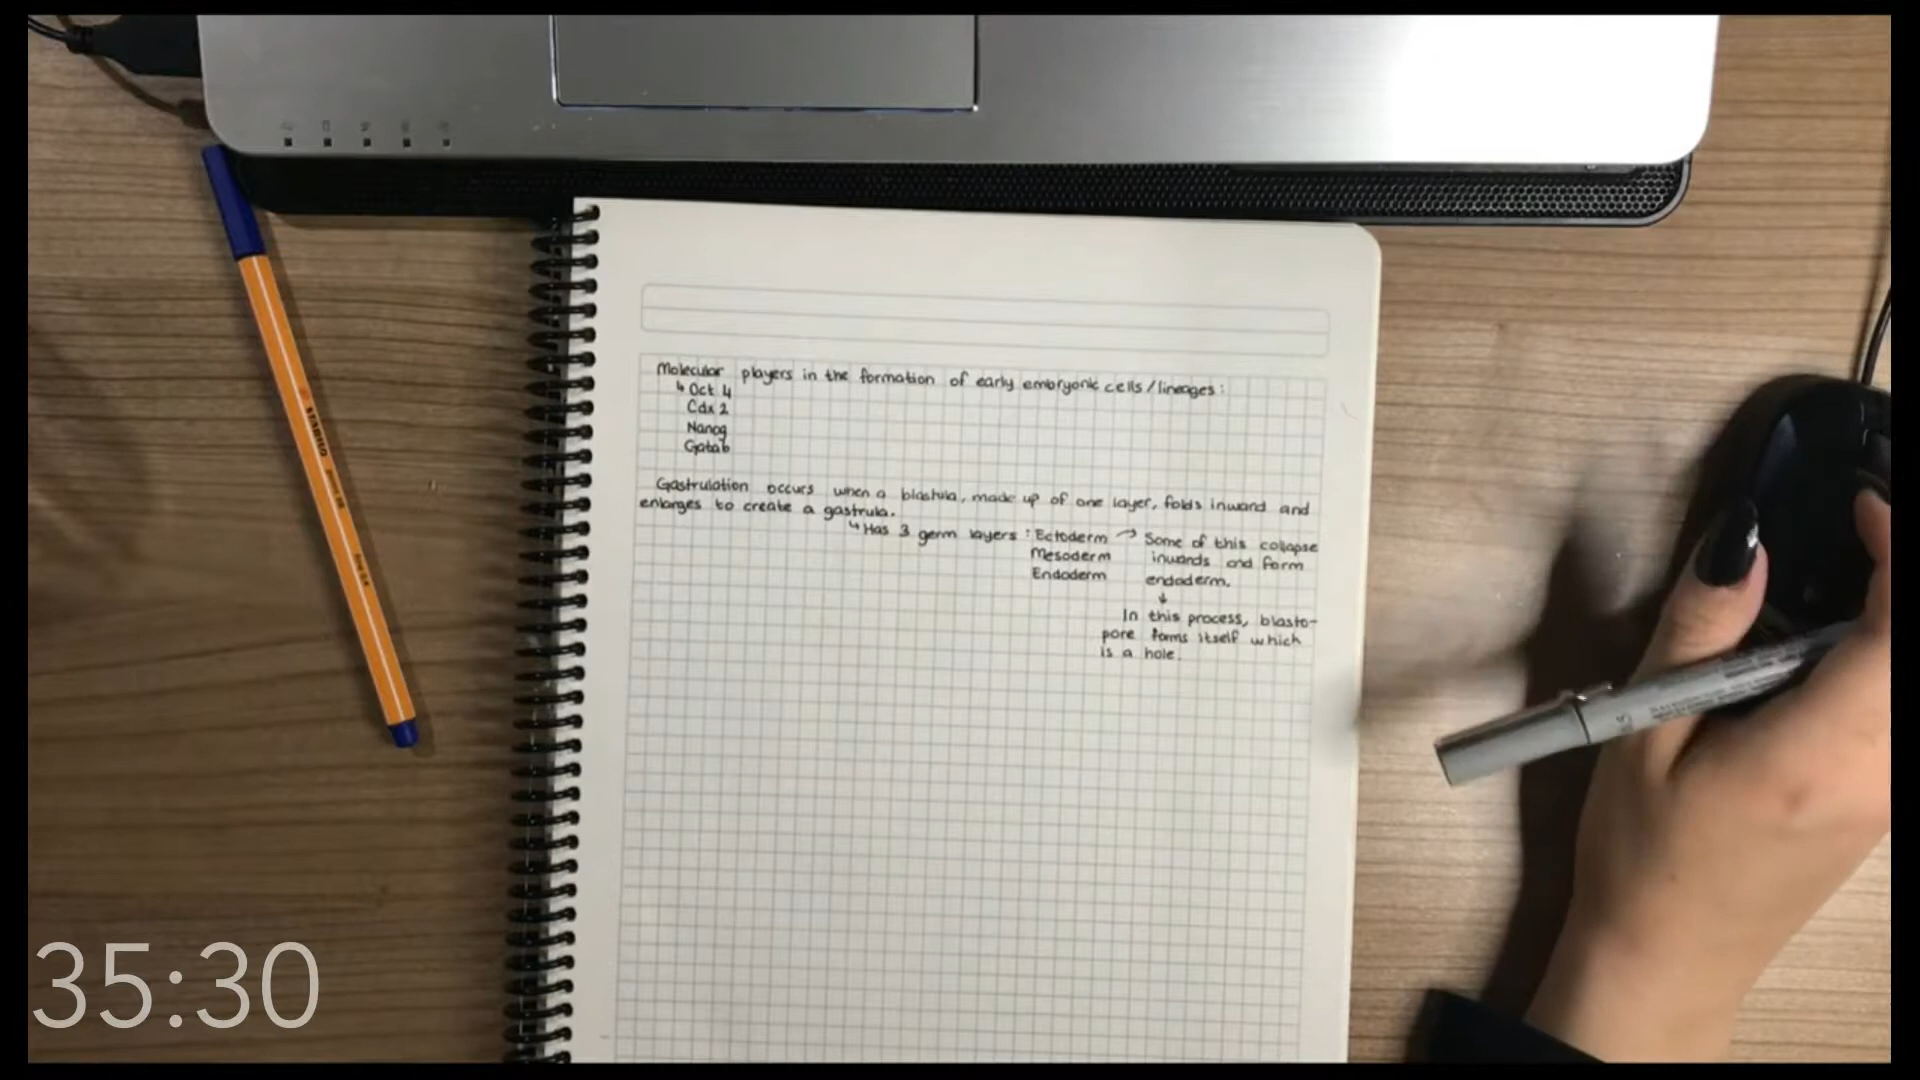 Molecular players in the formation of early embryonic cells/lineages:
↳ Oct 4
Cdx 2
Nanog
Gata6
Gastrulation occurs when a blastula, made up of one layer, folds inward and
enlarges to create a gastrula.
↳ Has 3 germ layers: Ectoderm → Some of this collapse
Mesoderm inwards and form
Endoderm endoderm.
↓
In this process, blasto-
pore forms itself which
is a hole.
STABILO
35:30